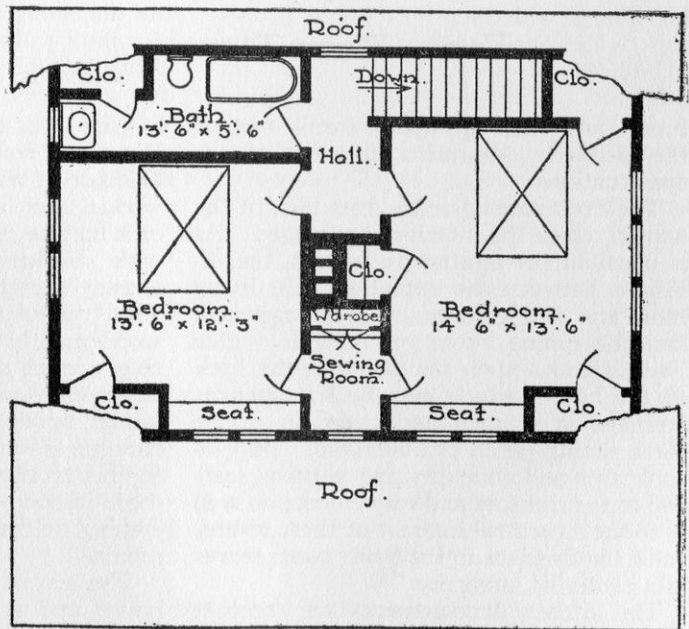 Roof.
Clo.
Down
Clo.
Bath
13'. 6" x 5'. 6"
Hall.
Clo.
Bedroom
13'. 6" x 12'. 3"
Bedroom
14'. 6" x 13'. 6"
Wdrobe
Sewing
Room.
Clo.
Seat.
Seat.
Clo.
Roof.